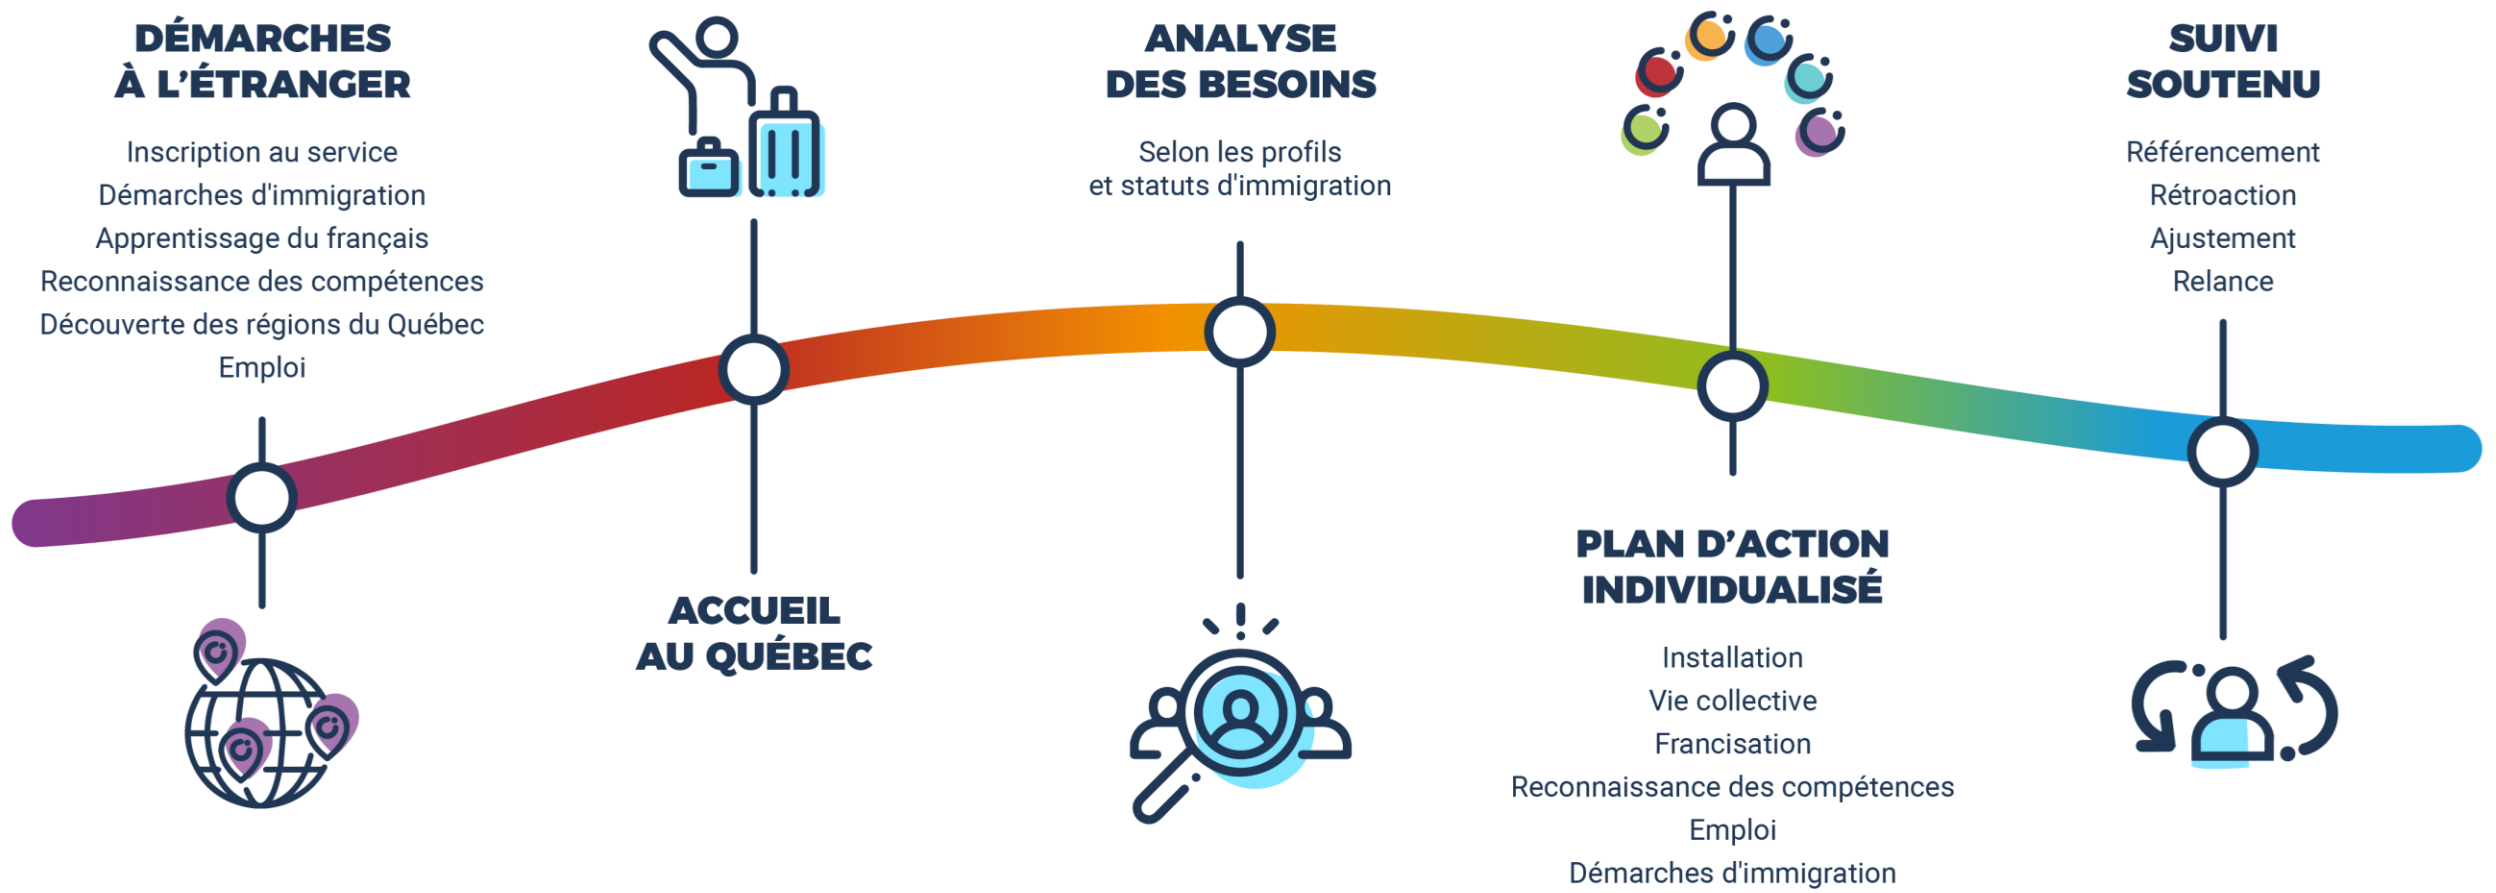 DÉMARCHES
À L’ÉTRANGER
Inscription au service
Démarches d'immigration
Apprentissage du français
Reconnaissance des compétences
Découverte des régions du Québec
Emploi
ACCUEIL
AU QUÉBEC
ANALYSE
DES BESOINS
Selon les profils
et statuts d'immigration
PLAN D’ACTION
INDIVIDUALISÉ
Installation
Vie collective
Francisation
Reconnaissance des compétences
Emploi
Démarches d'immigration
SUIVI
SOUTENU
Référencement
Rétroaction
Ajustement
Relance